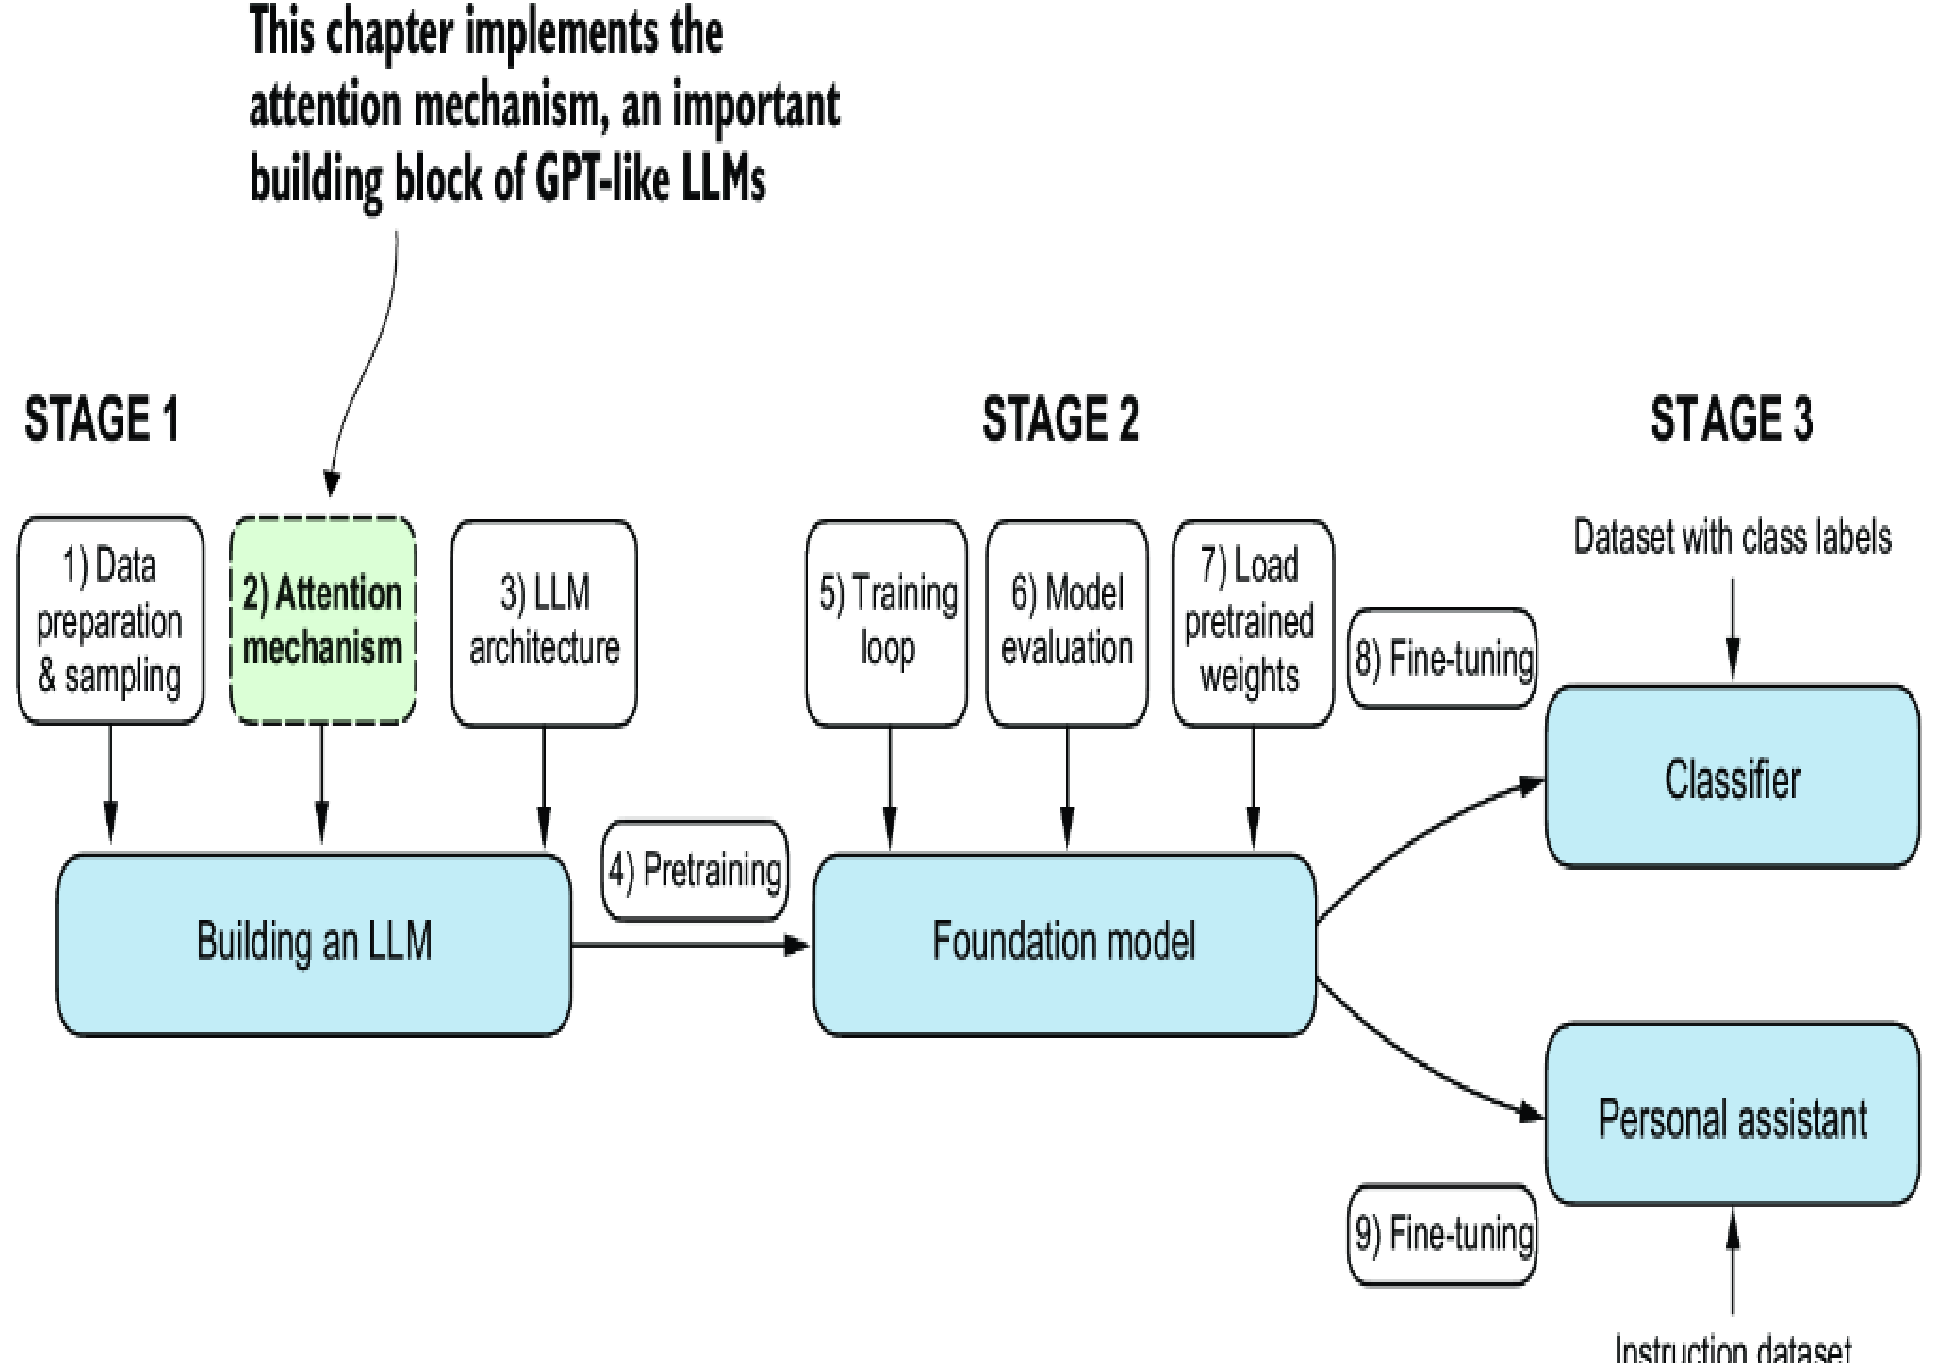 This chapter implements the
attention mechanism, an important
building block of GPT-like LLMs
STAGE 1
STAGE 2
STAGE 3
1) Data
preparation
& sampling
2) Attention
mechanism
3) LLM
architecture
5) Training
loop
6) Model
evaluation
7) Load
pretrained
weights
8) Fine-tuning
Dataset with class labels
Classifier
4) Pretraining
Building an LLM
Foundation model
Personal assistant
9) Fine-tuning
Instruction dataset